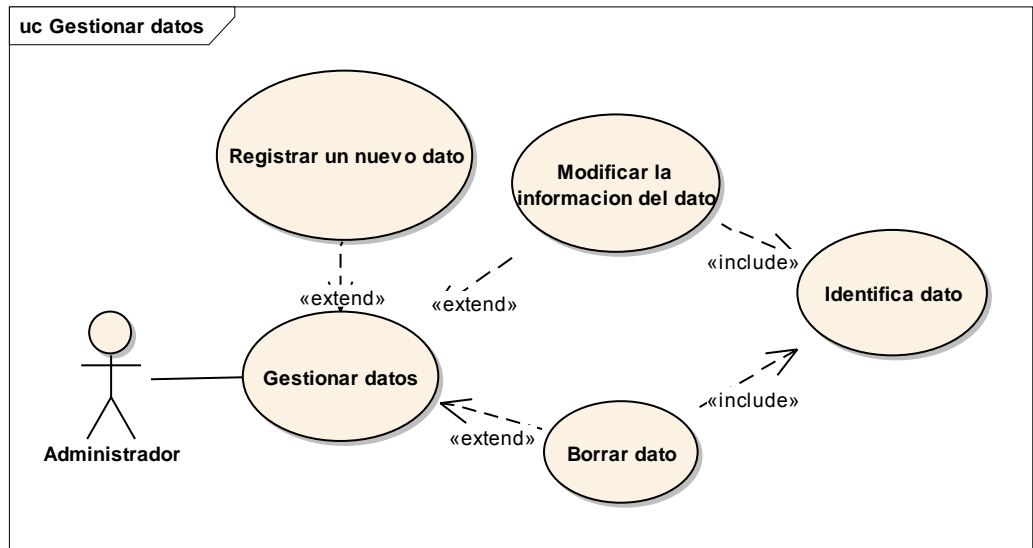 uc Gestionar datos
Registrar un nuevo dato
Modificar la
informacion del dato
«include»
«extend»
«extend»
Identifica dato
Gestionar datos
«include»
«extend»
Borrar dato
Administrador